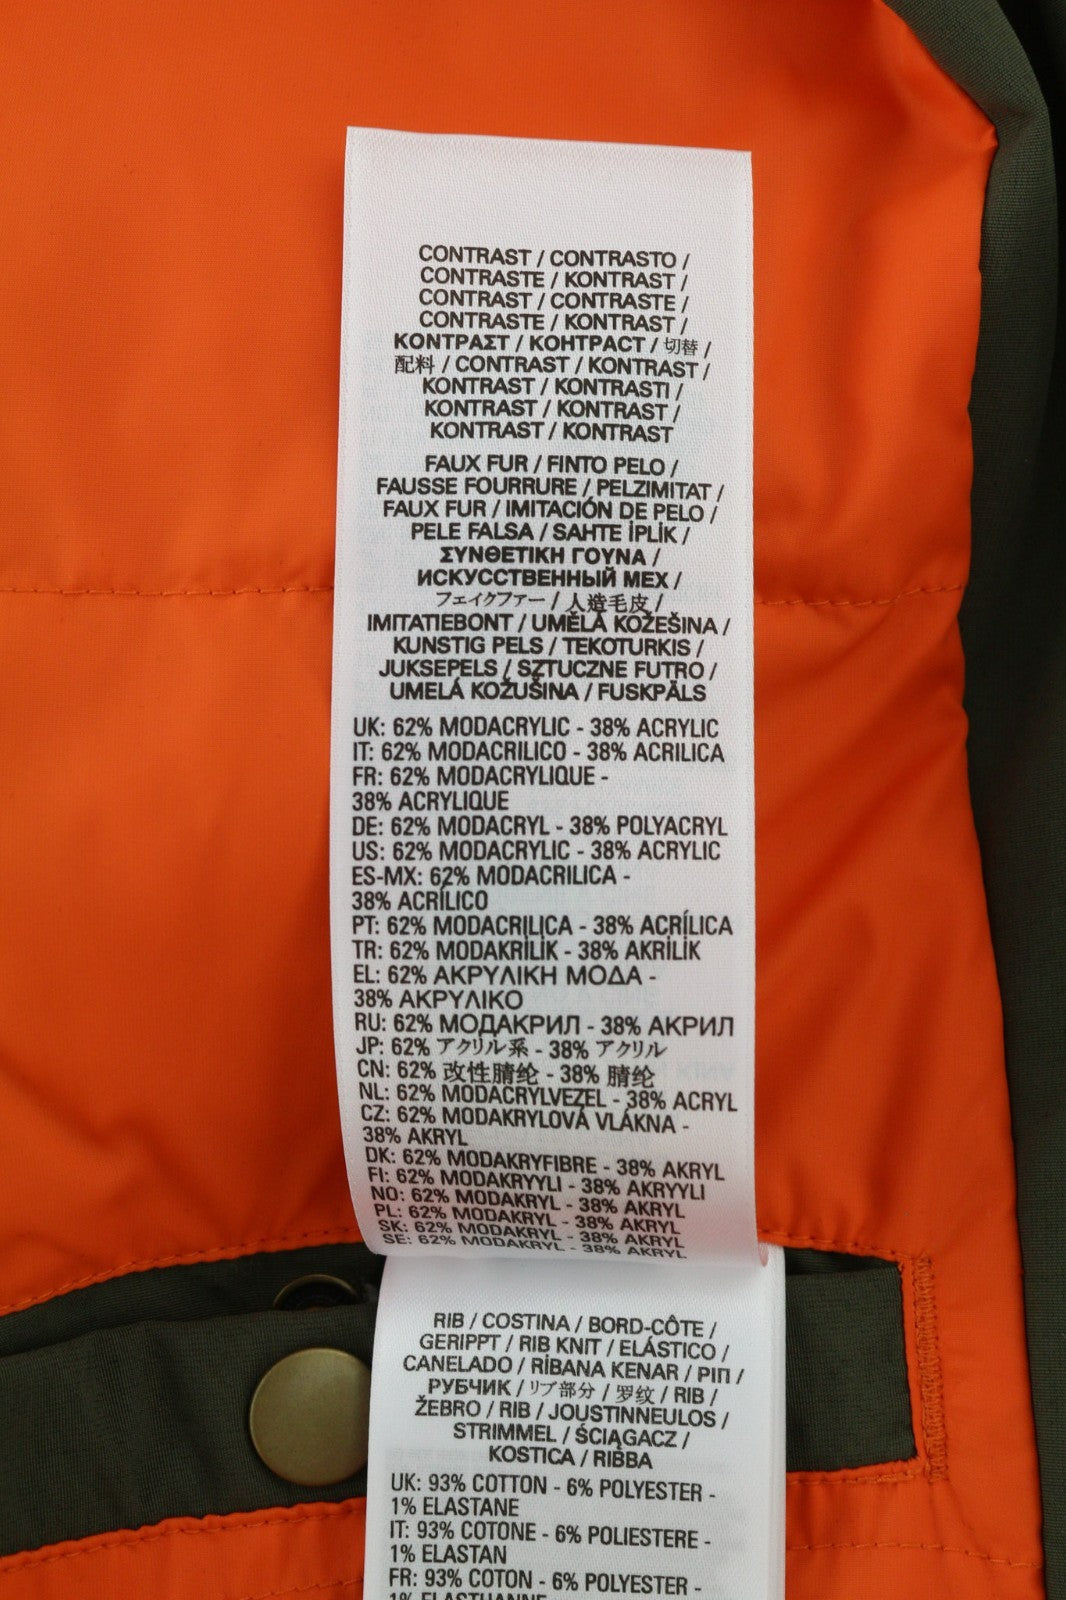 CONTRAST / CONTRASTO /
CONTRASTE / KONTRAST /
CONTRAST / CONTRASTE /
CONTRASTE / KONTRAST /
ΚΟΝΤΡΑΣΤ / КОНТРАСТ / 切替 /
配料 / CONTRAST / KONTRAST /
KONTRAST / KONTRASTI /
KONTRAST / KONTRAST /
KONTRAST / KONTRAST
FAUX FUR / FINTO PELO /
FAUSSE FOURRURE / PELZIMITAT /
FAUX FUR / IMITACIÓN DE PELO /
PELE FALSA / SAHTE İPLİK /
ΣΥΝΘΕΤΙΚΗ ΓΟΥΝΑ /
ИСКУССТВЕННЫЙ МЕХ /
フェイクファー / 人造毛皮 /
IMITATIEBONT / UMĚLÁ KOŽEŠINA /
KUNSTIG PELS / TEKOTURKIS /
JUKSEPELS / SZTUCZNE FUTRO /
UMELÁ KOŽUŠINA / FUSKPÄLS
UK: 62% MODACRYLIC - 38% ACRYLIC
IT: 62% MODACRILICO - 38% ACRILICA
FR: 62% MODACRYLIQUE -
38% ACRYLIQUE
DE: 62% MODACRYL - 38% POLYACRYL
US: 62% MODACRYLIC - 38% ACRYLIC
ES-MX: 62% MODACRILICA -
38% ACRÍLICO
PT: 62% MODACRILICA - 38% ACRÍLICA
TR: 62% MODAKRİLİK - 38% AKRİLİK
EL: 62% ΑΚΡΥΛΙΚΗ ΜΟΔΑ -
38% ΑΚΡΥΛΙΚΟ
RU: 62% МОДАКРИЛ - 38% АКРИЛ
JP: 62% アクリル系 - 38% アクリル
CN: 62% 改性腈纶 - 38% 腈纶
NL: 62% MODACRYLVEZEL - 38% ACRYL
CZ: 62% MODAKRYLOVÁ VLÁKNA -
38% AKRYL
DK: 62% MODAKRYFIBRE - 38% AKRYL
FI: 62% MODAKRYYLI - 38% AKRYYLI
NO: 62% MODAKRYL - 38% AKRYL
PL: 62% MODAKRYL - 38% AKRYL
SK: 62% MODAKRYL - 38% AKRYL
SE: 62% MODAKRYL - 38% AKRYL
RIB / COSTINA / BORD-CÔTE /
GERIPPT / RIB KNIT / ELÁSTICO /
CANELADO / RİBANA KENAR / ΡΙΠ /
РУБЧИК / リブ部分 / 罗纹 / RIB /
ŽEBRO / RIB / JOUSTINNEULOS /
STRIMMEL / ŚCIĄGACZ /
KOSTICA / RIBBA
UK: 93% COTTON - 6% POLYESTER -
1% ELASTANE
IT: 93% COTONE - 6% POLIESTERE -
1% ELASTAN
FR: 93% COTON - 6% POLYESTER -
1% ELASTHANNE